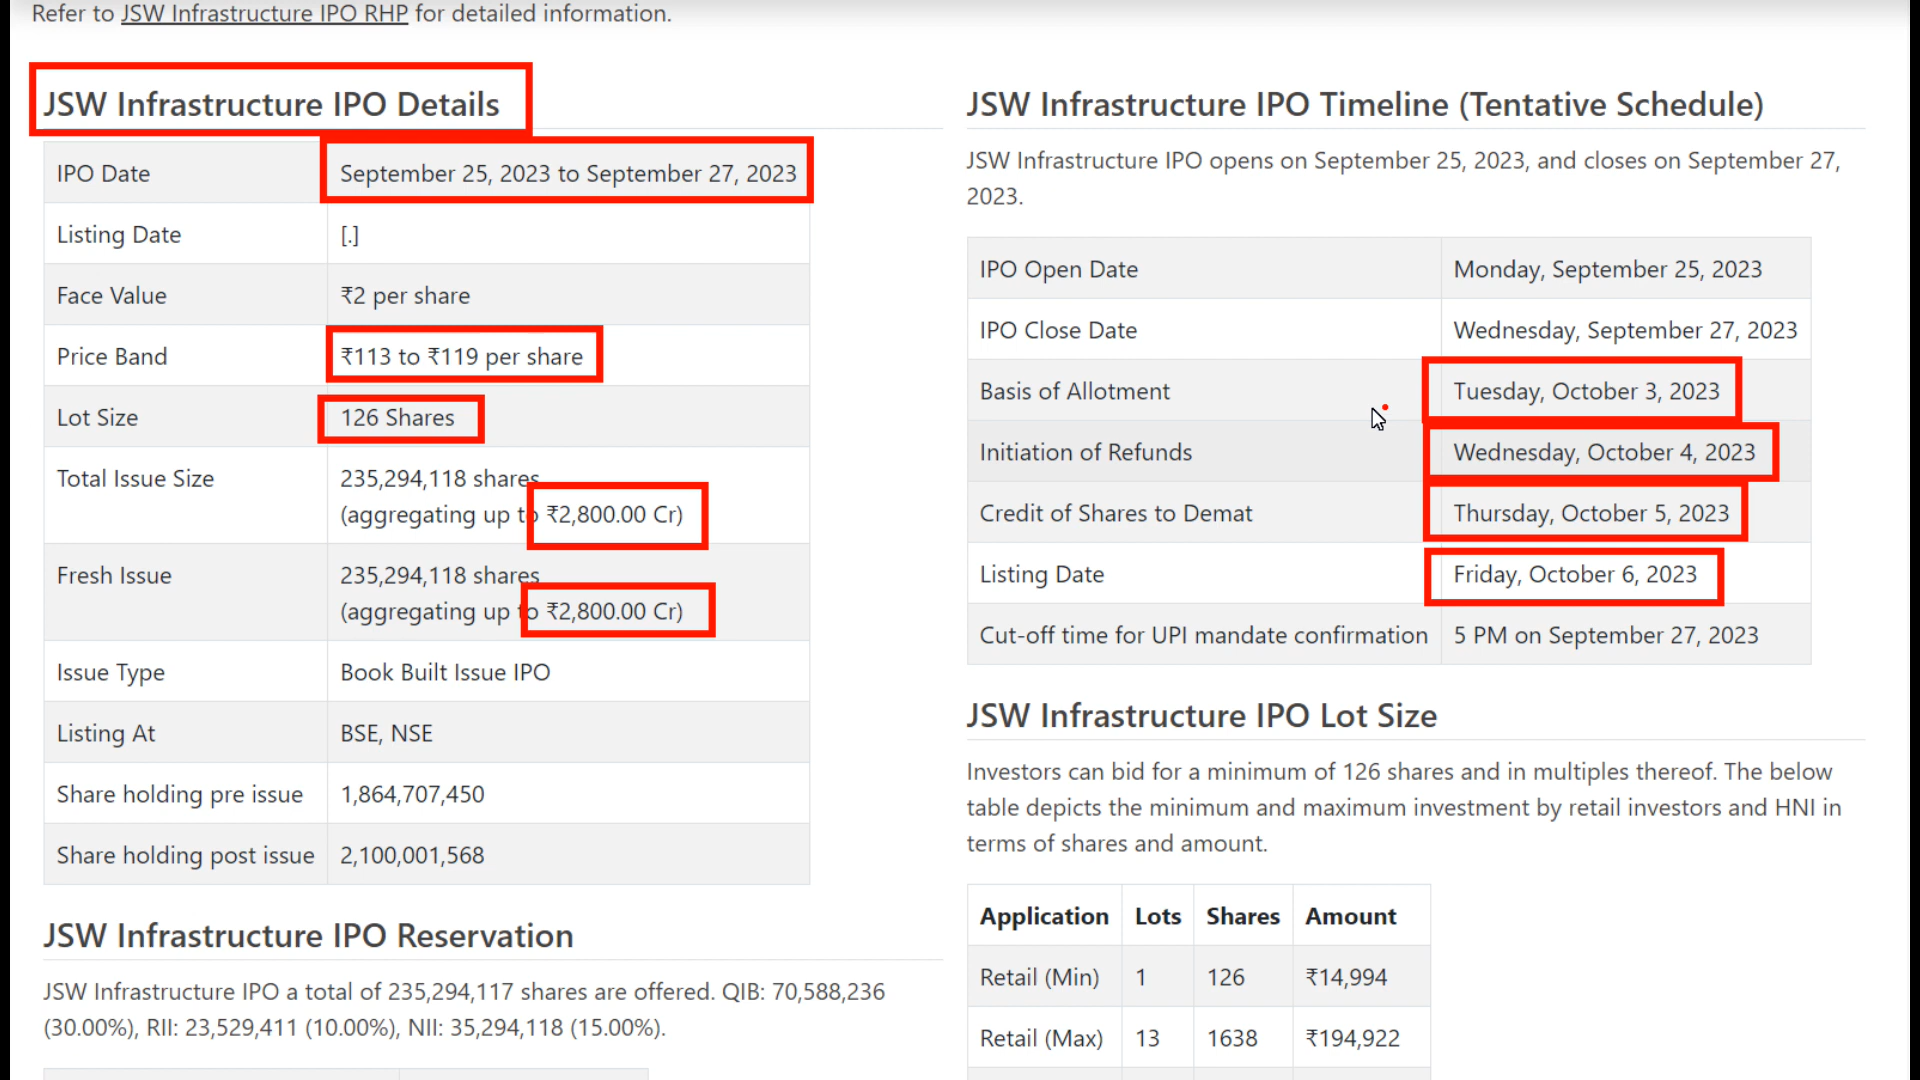 Refer to JSW Infrastructure IPO RHP for detailed information.
JSW Infrastructure IPO Details
IPO Date September 25, 2023 to September 27, 2023
Listing Date [.]
Face Value ₹2 per share
Price Band ₹113 to ₹119 per share
Lot Size 126 Shares
Total Issue Size 235,294,118 shares
(aggregating up to ₹2,800.00 Cr)
Fresh Issue 235,294,118 shares
(aggregating up to ₹2,800.00 Cr)
Issue Type Book Built Issue IPO
Listing At BSE, NSE
Share holding pre issue 1,864,707,450
Share holding post issue 2,100,001,568
JSW Infrastructure IPO Reservation
JSW Infrastructure IPO a total of 235,294,117 shares are offered. QIB: 70,588,236
(30.00%), RII: 23,529,411 (10.00%), NII: 35,294,118 (15.00%).
JSW Infrastructure IPO Timeline (Tentative Schedule)
JSW Infrastructure IPO opens on September 25, 2023, and closes on September 27,
2023.
IPO Open Date Monday, September 25, 2023
IPO Close Date Wednesday, September 27, 2023
Basis of Allotment Tuesday, October 3, 2023
Initiation of Refunds Wednesday, October 4, 2023
Credit of Shares to Demat Thursday, October 5, 2023
Listing Date Friday, October 6, 2023
Cut-off time for UPI mandate confirmation 5 PM on September 27, 2023
JSW Infrastructure IPO Lot Size
Investors can bid for a minimum of 126 shares and in multiples thereof. The below
table depicts the minimum and maximum investment by retail investors and HNI in
terms of shares and amount.
Application Lots Shares Amount
Retail (Min) 1 126 ₹14,994
Retail (Max) 13 1638 ₹194,922